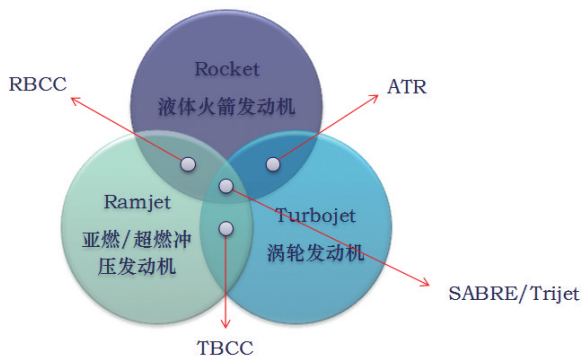 Rocket
液体火箭发动机
RBCC
ATR
Ramjet
亚燃/超燃冲
压发动机
Turbojet
涡轮发动机
SABRE/Trijet
TBCC